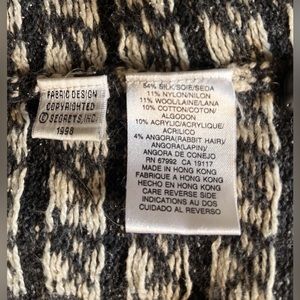 FABRIC DESIGN
COPYRIGHTED
© SEGRETS, INC.
1998
54% SILK/SOIE/SEDA
11% NYLON/NILON
11% WOOL/LAINE/LANA
10% COTTON/COTON/
ALGODON
10% ACRYLIC/ACRYLIQUE/
ACRILICO
4% ANGORA(RABBIT HAIR)/
ANGORA(LAPIN)/
ANGORA DE CONEJO
RN 67992 CA 19117
MADE IN HONG KONG
FABRIQUE A HONG KONG
HECHO EN HONG KONG
CARE REVERSE SIDE
INDICATIONS AU DOS
CUIDADO AL REVERSO